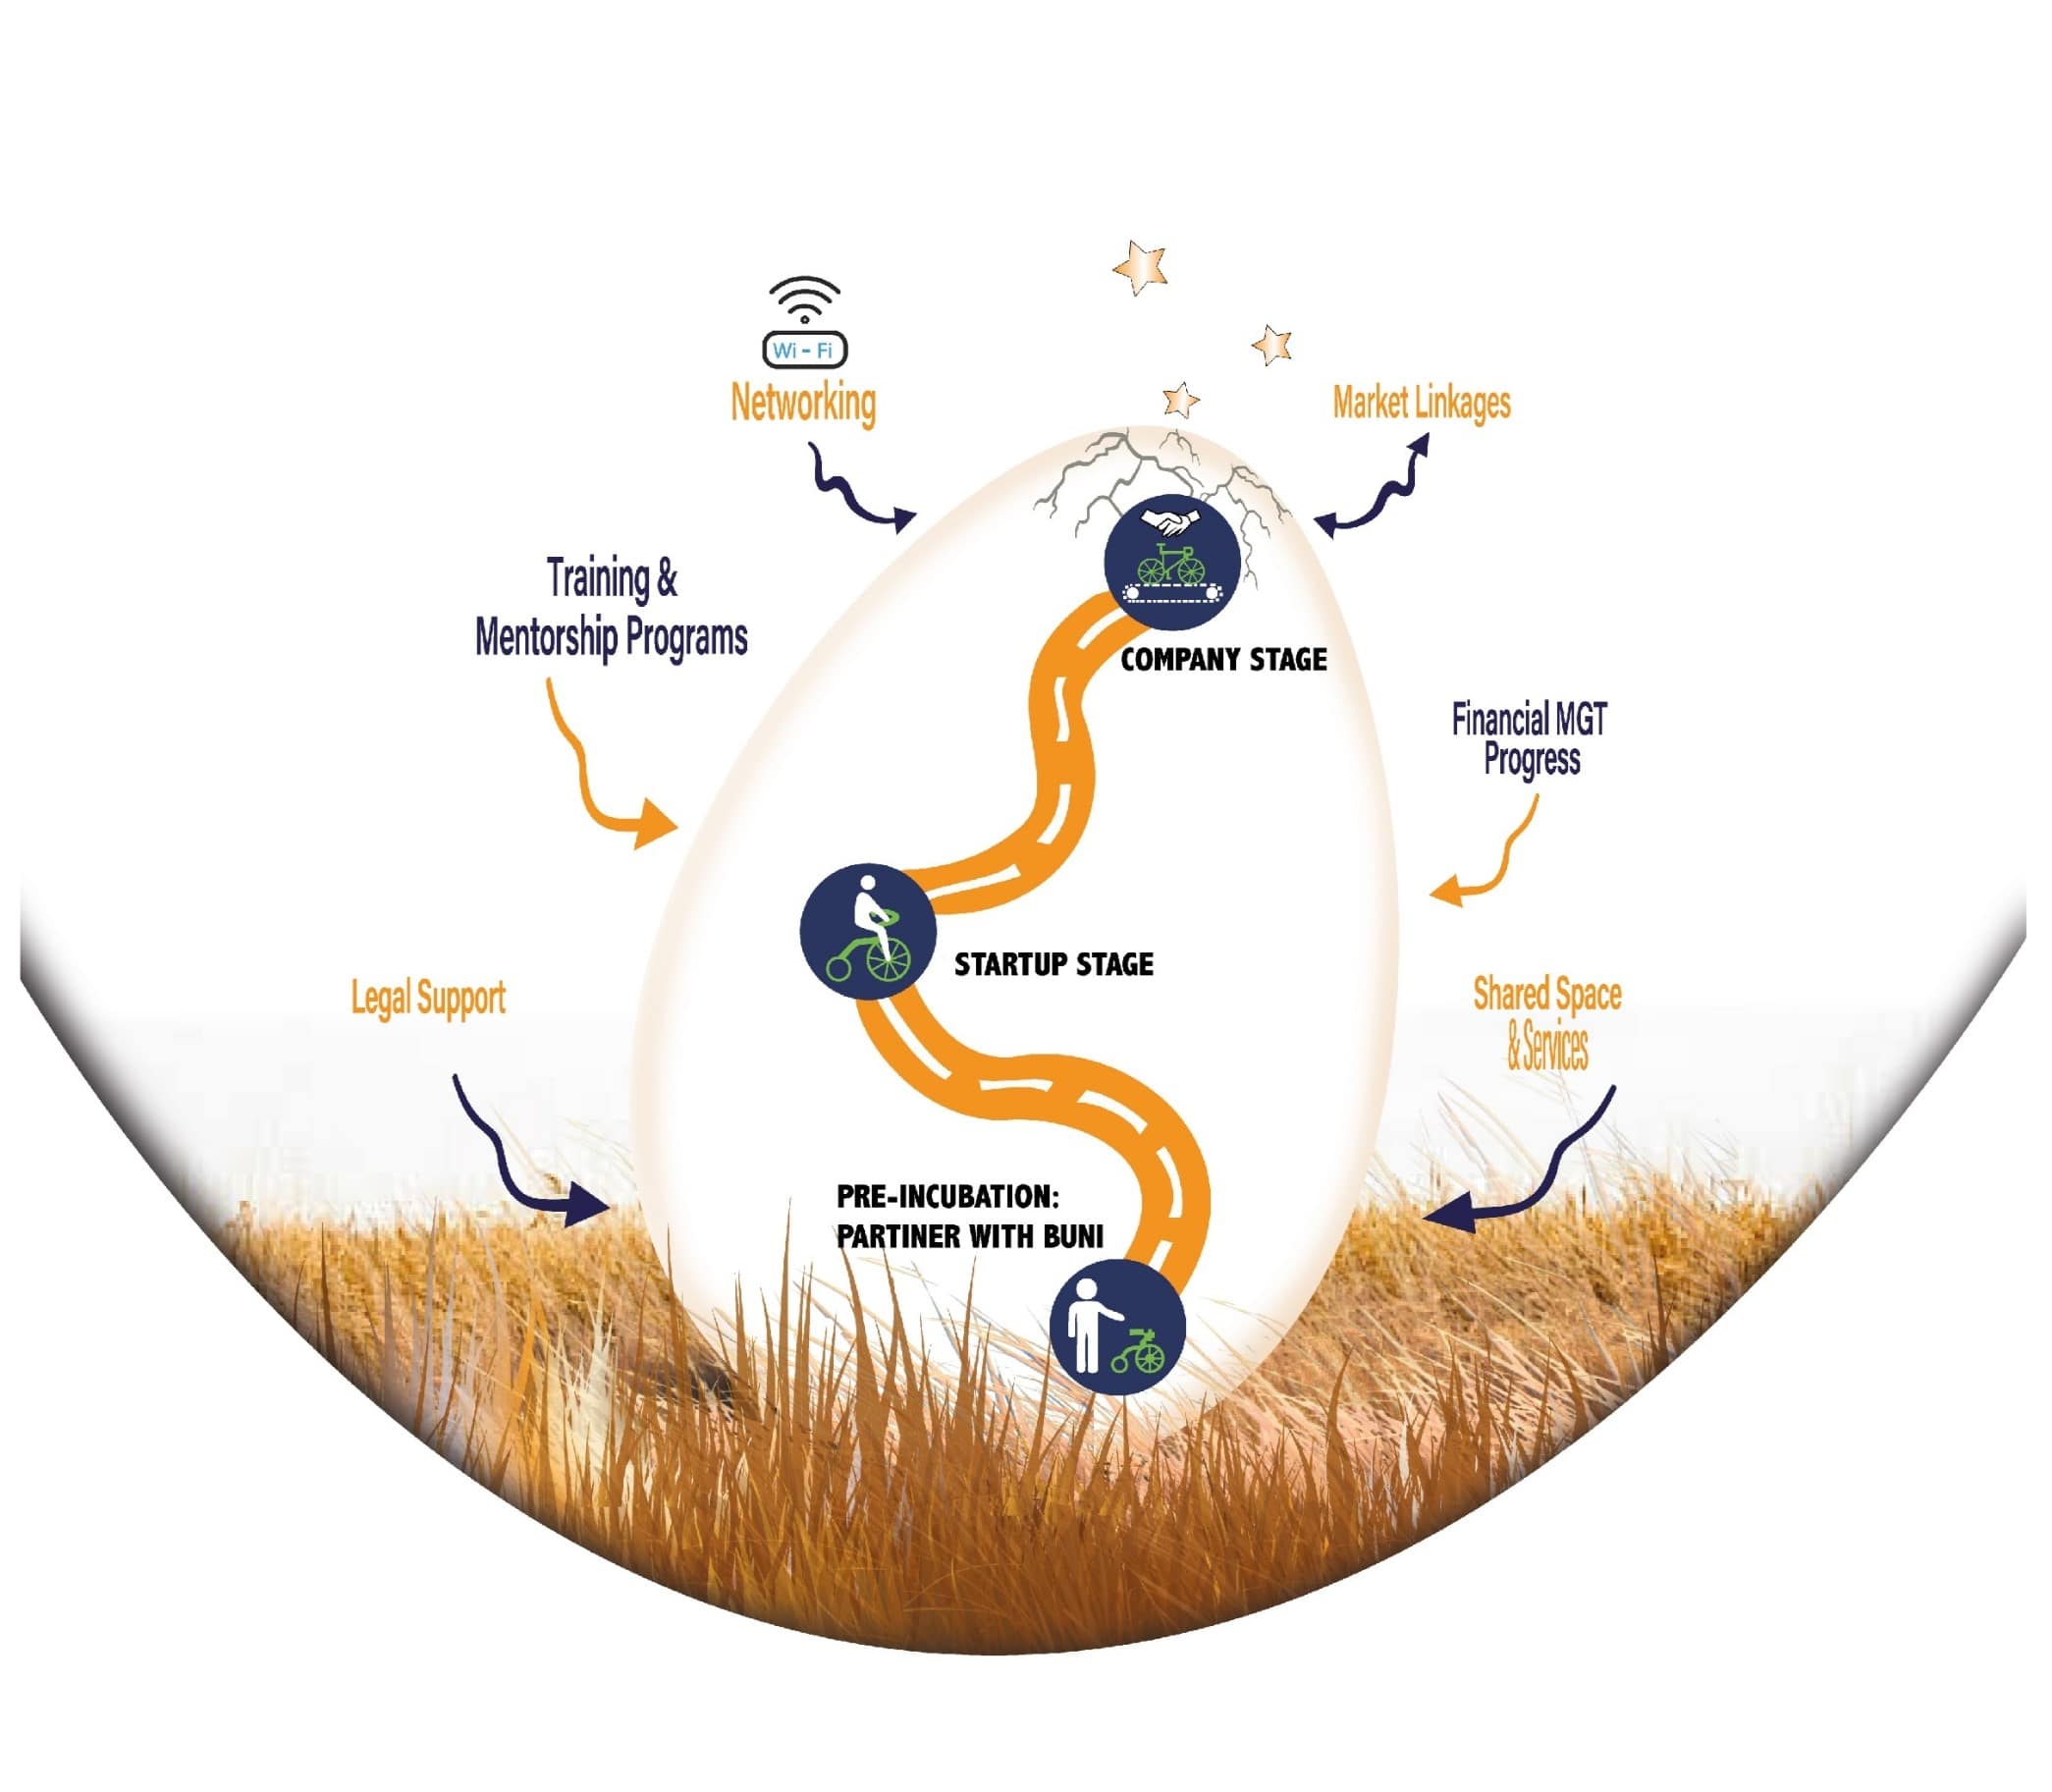 Wi - Fi
Networking
Market Linkages
Training &
Mentorship Programs
COMPANY STAGE
Financial MGT
Progress
STARTUP STAGE
Legal Support
Shared Space
& Services
PRE-INCUBATION:
PARTINER WITH BUNI